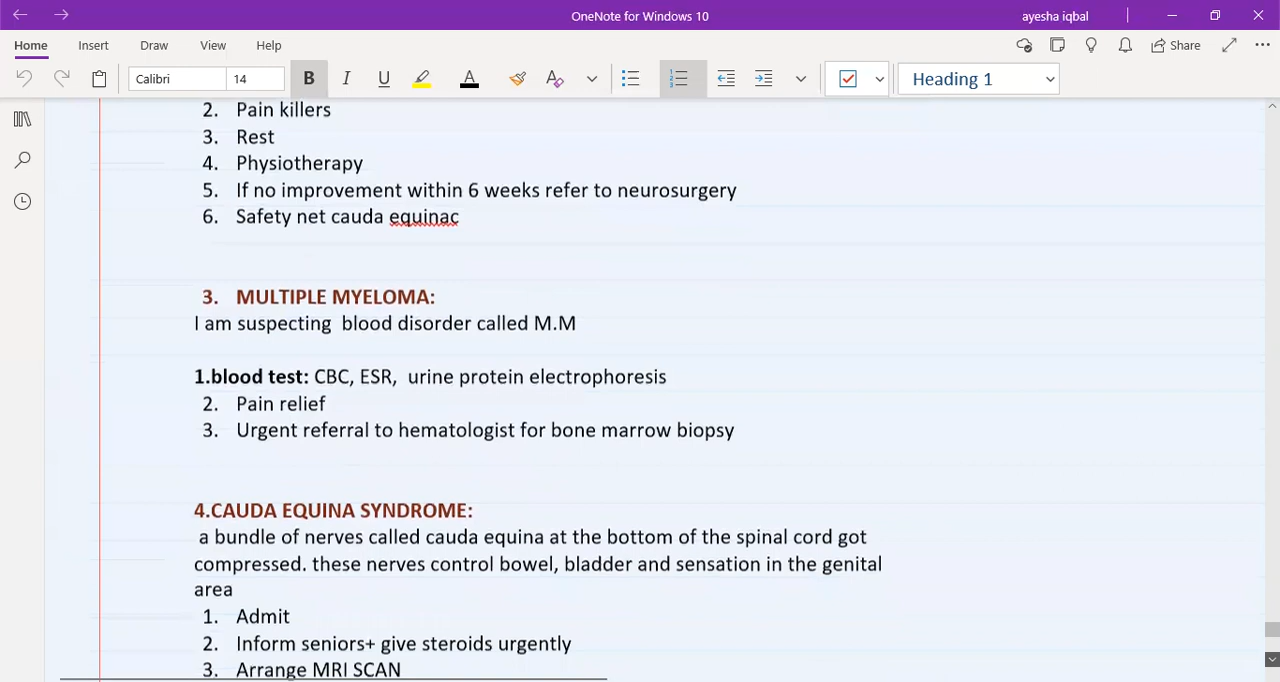 OneNote for Windows 10
ayesha iqbal
Home Insert Draw View Help
Share
Calibri 14 B I U A A Heading 1
2. Pain killers
3. Rest
4. Physiotherapy
5. If no improvement within 6 weeks refer to neurosurgery
6. Safety net cauda equinac
3. MULTIPLE MYELOMA:
I am suspecting blood disorder called M.M
1.blood test: CBC, ESR, urine protein electrophoresis
2. Pain relief
3. Urgent referral to hematologist for bone marrow biopsy
4.CAUDA EQUINA SYNDROME:
a bundle of nerves called cauda equina at the bottom of the spinal cord got
compressed. these nerves control bowel, bladder and sensation in the genital
area
1. Admit
2. Inform seniors+ give steroids urgently
3. Arrange MRI SCAN